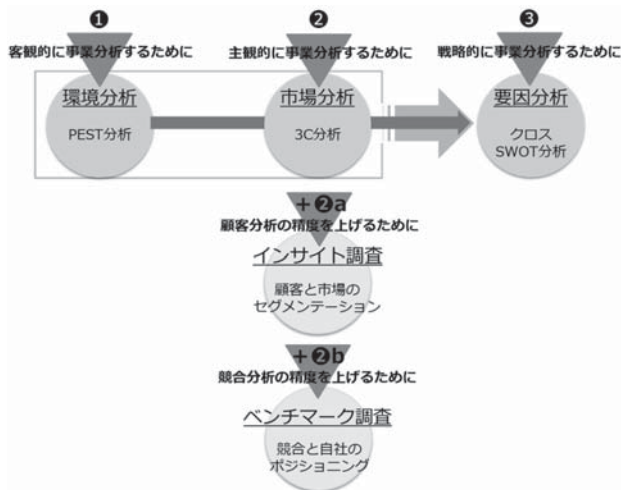 ❶
客観的に事業分析するために
環境分析
PEST分析
❷
主観的に事業分析するために
市場分析
3C分析
❸
戦略的に事業分析するために
要因分析
クロス
SWOT分析
+❷a
顧客分析の精度を上げるために
インサイト調査
顧客と市場の
セグメンテーション
+❷b
競合分析の精度を上げるために
ベンチマーク調査
競合と自社の
ポジショニング